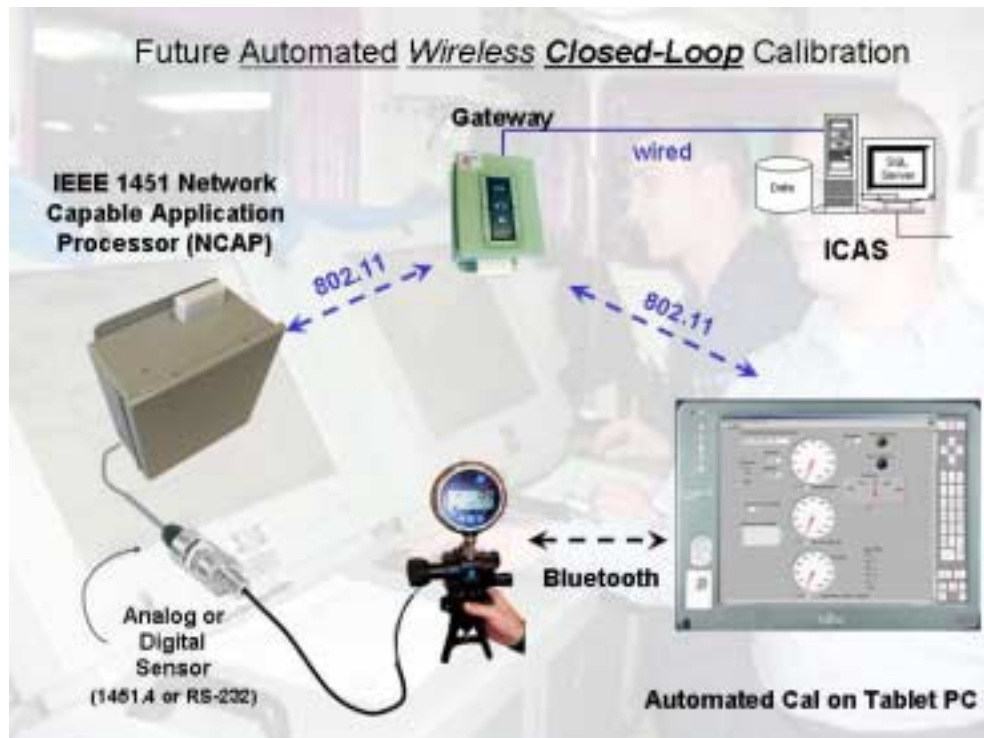 Future Automated Wireless Closed-Loop Calibration
Gateway
wired
IEEE 1451 Network
Capable Application
Processor (NCAP)
Data
SQL
Server
ICAS
802.11
802.11
Bluetooth
Analog or
Digital
Sensor
(1451.4 or RS-232)
Automated Cal on Tablet PC